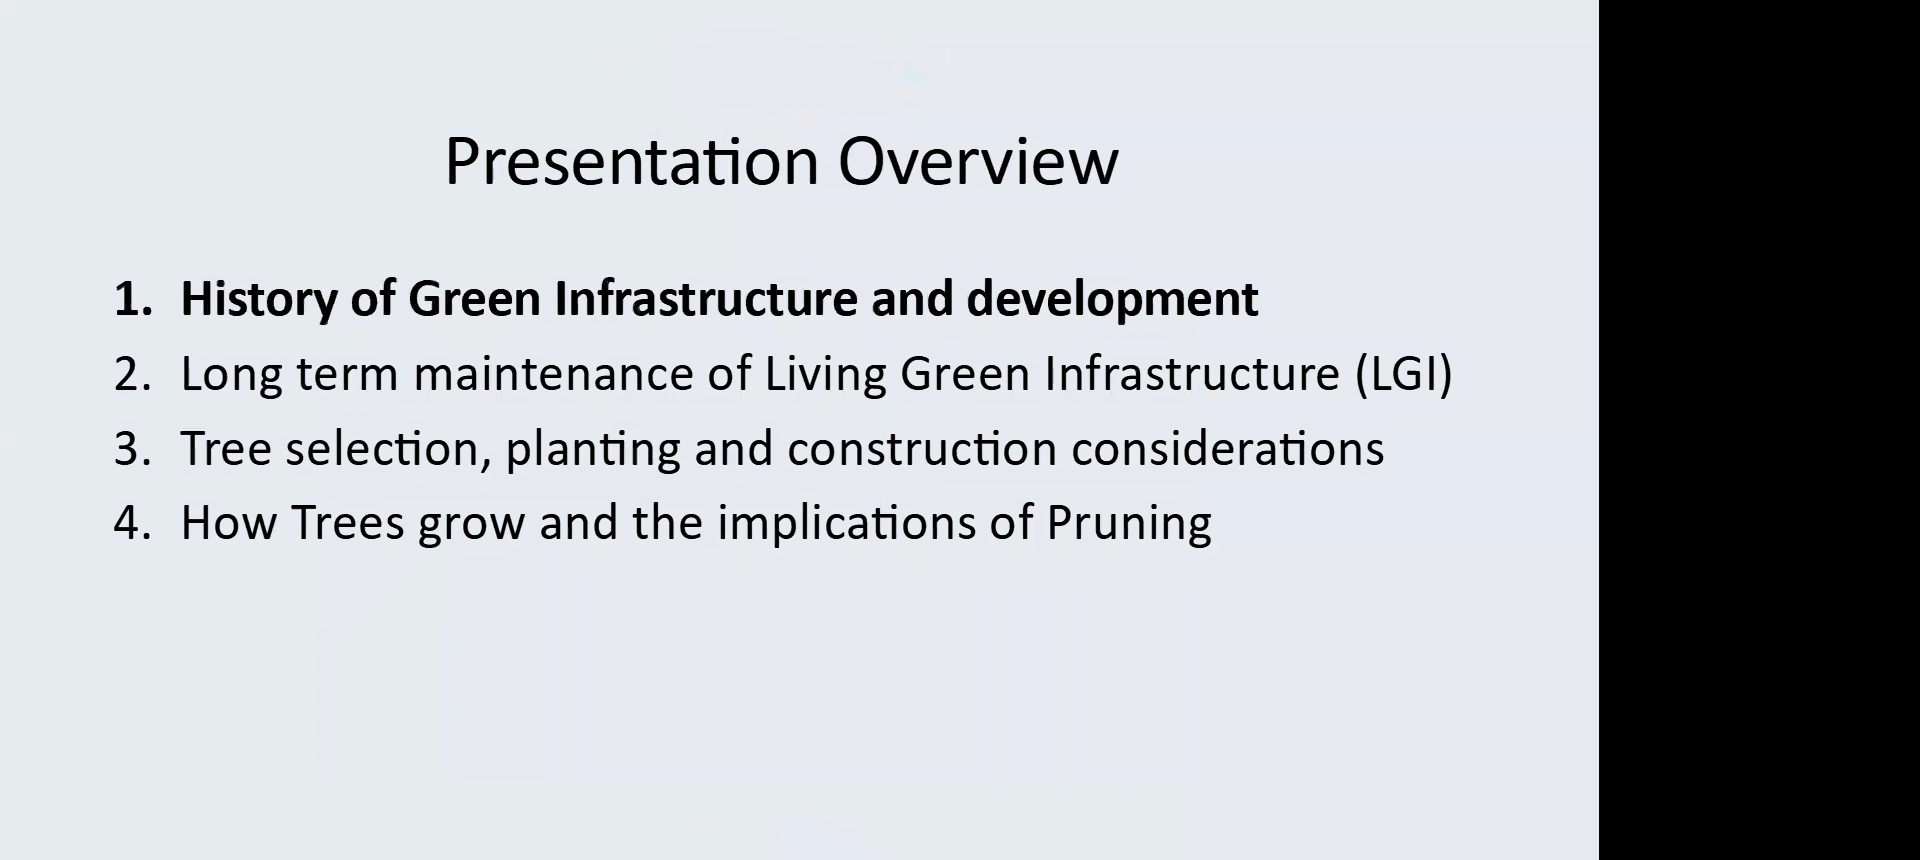 Presentation Overview
1. History of Green Infrastructure and development
2. Long term maintenance of Living Green Infrastructure (LGI)
3. Tree selection, planting and construction considerations
4. How Trees grow and the implications of Pruning